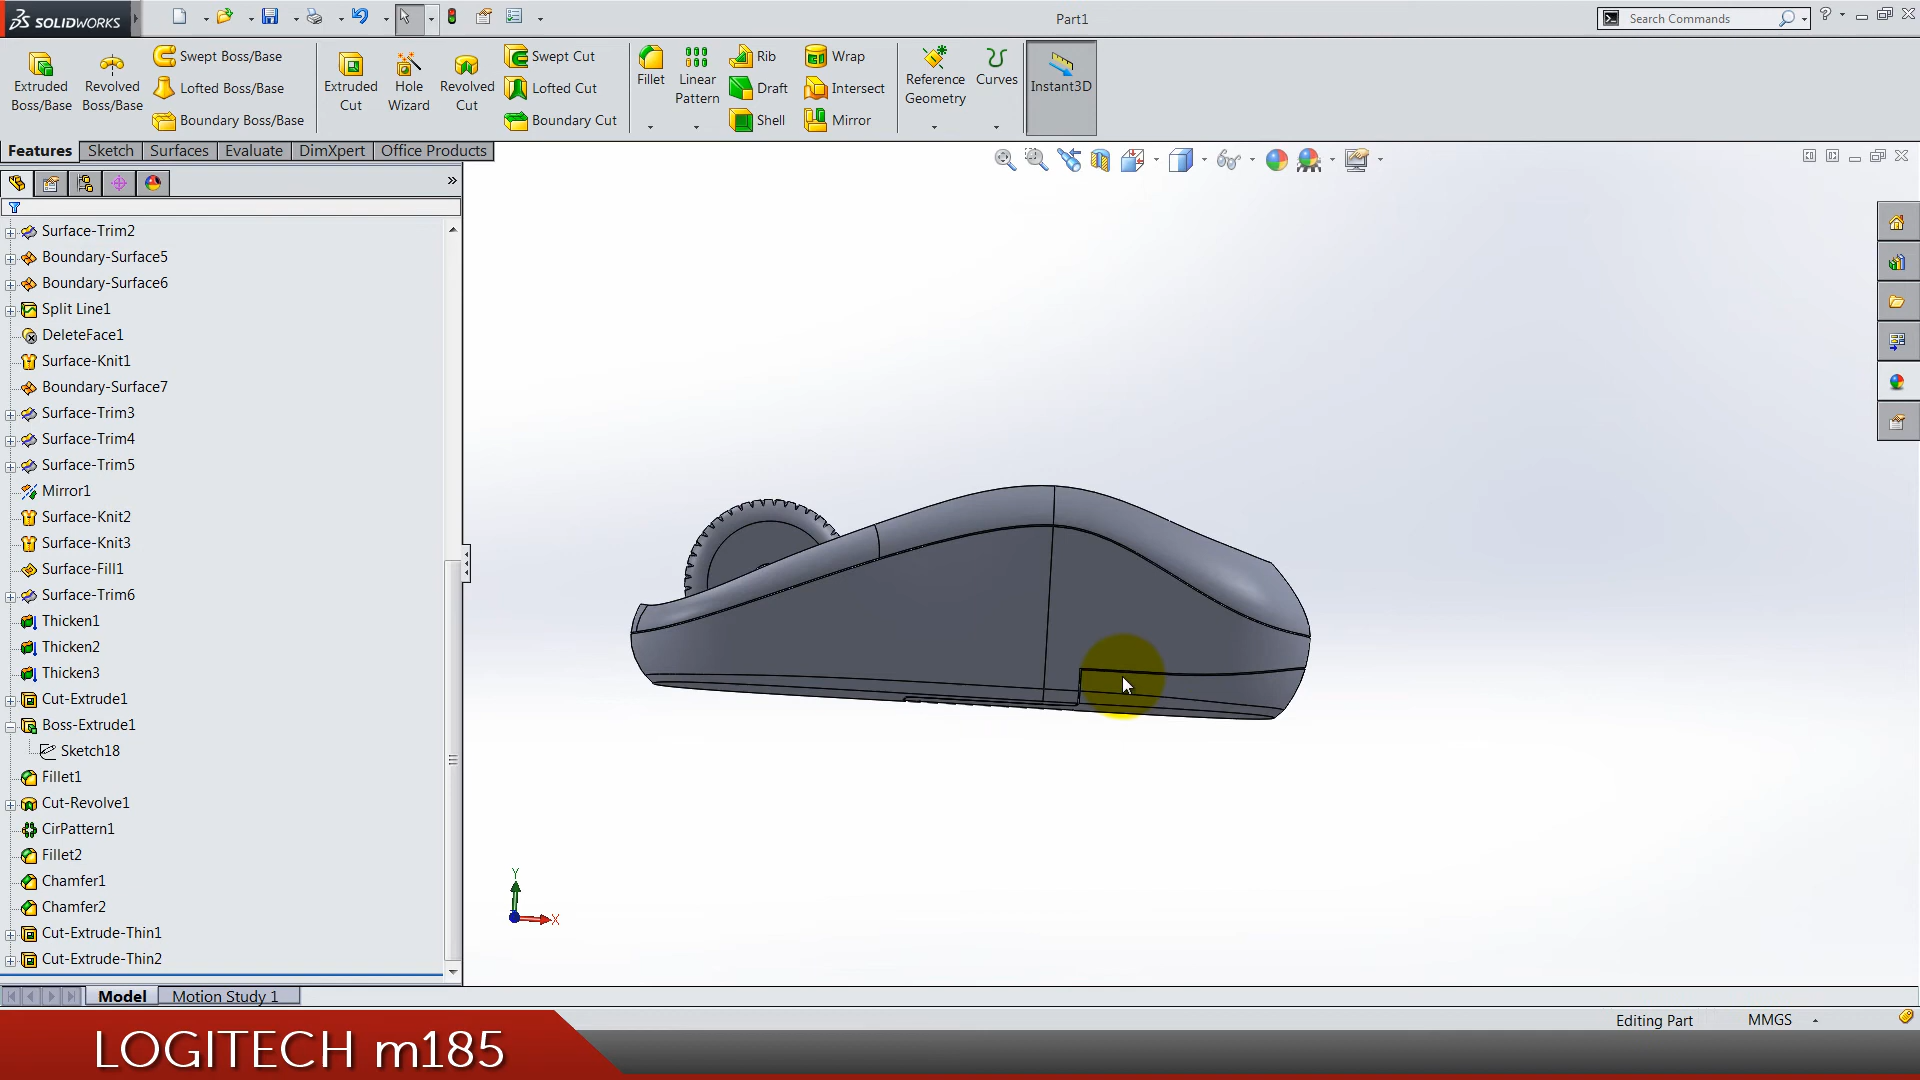 SOLIDWORKS
Part1
Search Commands
Extruded Boss/Base
Revolved Boss/Base
Swept Boss/Base
Lofted Boss/Base
Boundary Boss/Base
Extruded Cut
Hole Wizard
Revolved Cut
Swept Cut
Lofted Cut
Boundary Cut
Fillet
Linear Pattern
Rib
Draft
Shell
Wrap
Intersect
Mirror
Reference Geometry
Curves
Instant3D
Features Sketch Surfaces Evaluate DimXpert Office Products
Surface-Trim2
Boundary-Surface5
Boundary-Surface6
Split Line1
DeleteFace1
Surface-Knit1
Boundary-Surface7
Surface-Trim3
Surface-Trim4
Surface-Trim5
Mirror1
Surface-Knit2
Surface-Knit3
Surface-Fill1
Surface-Trim6
Thicken1
Thicken2
Thicken3
Cut-Extrude1
Boss-Extrude1
Sketch18
Fillet1
Cut-Revolve1
CirPattern1
Fillet2
Chamfer1
Chamfer2
Cut-Extrude-Thin1
Cut-Extrude-Thin2
Y
X
Model Motion Study 1
Editing Part MMGS
LOGITECH m185